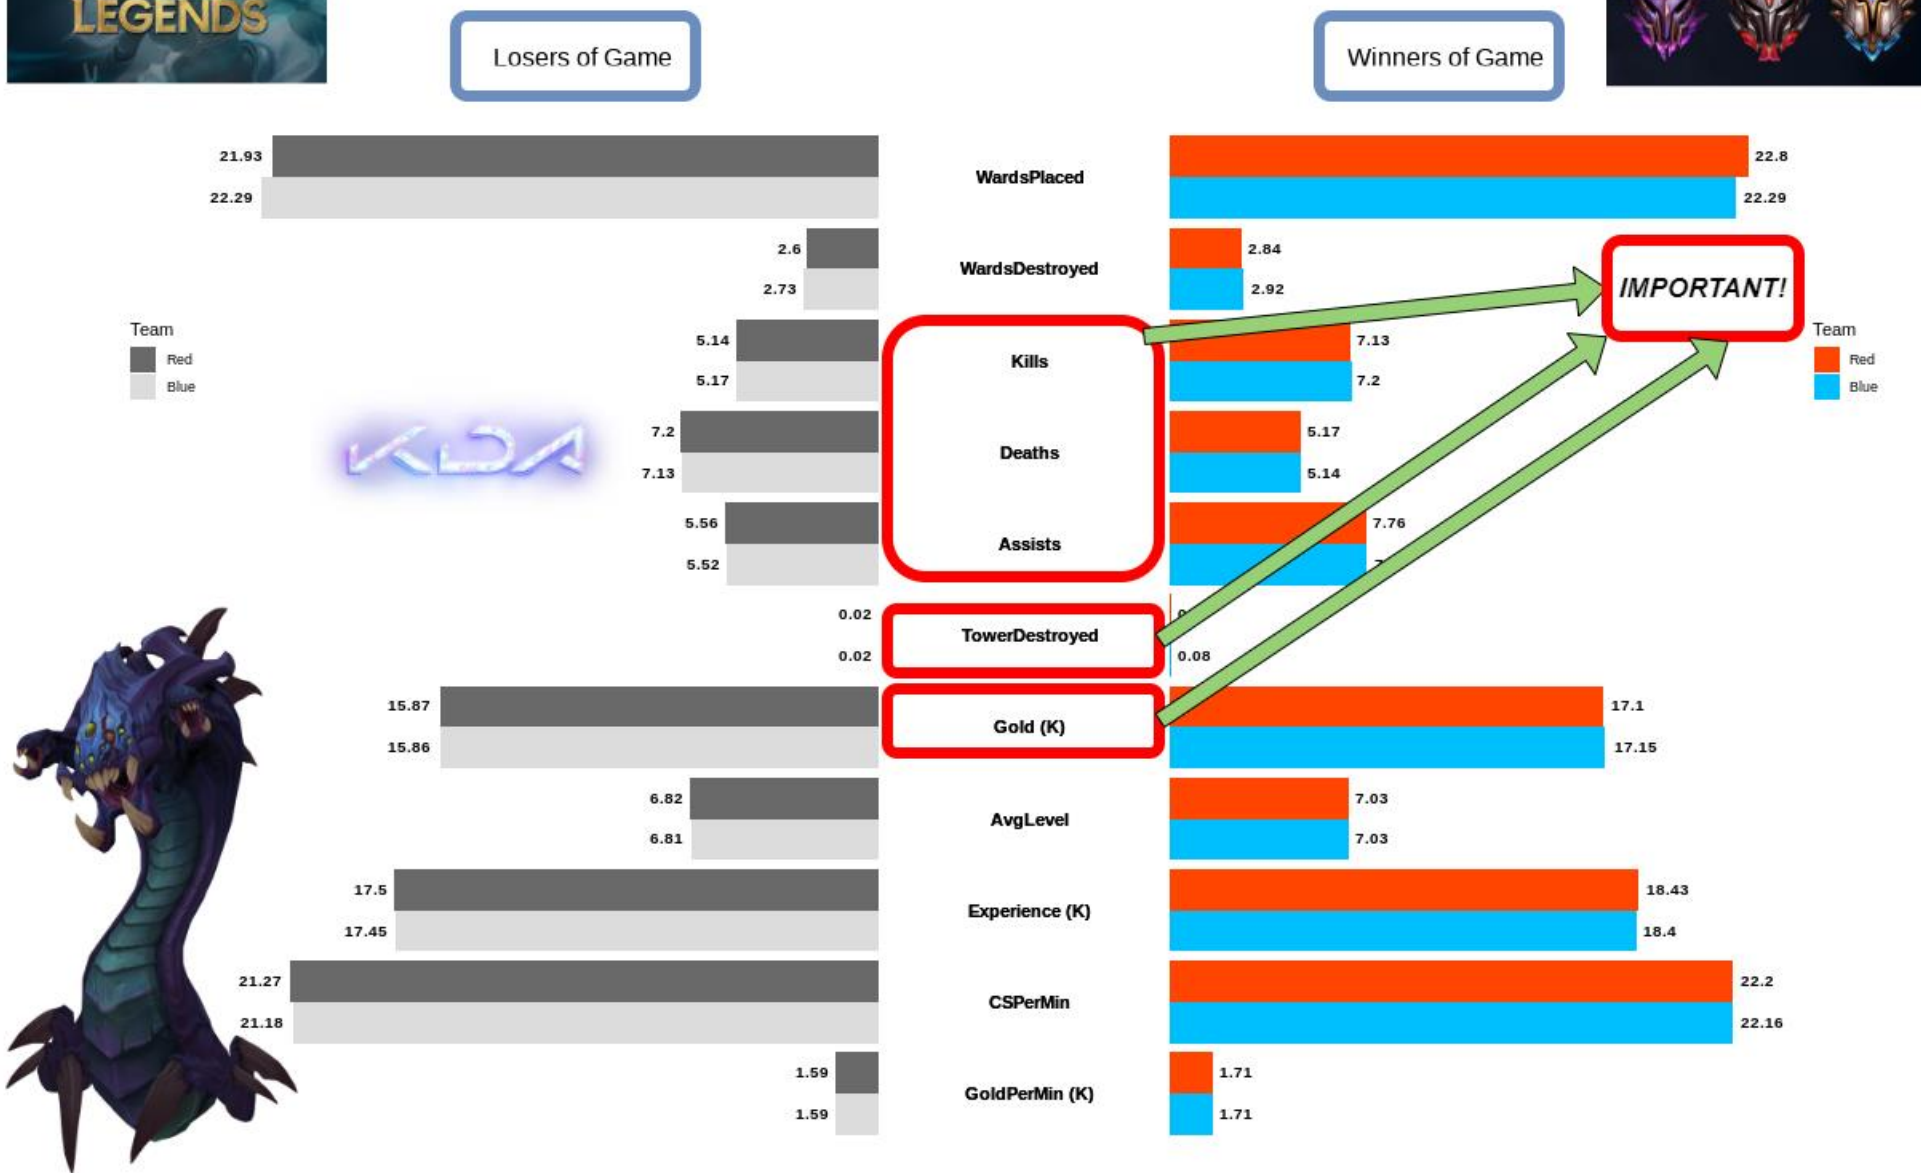 LEGENDS
Losers of Game
Winners of Game
21.93 WardsPlaced 22.8
22.29 22.29
2.6 WardsDestroyed 2.84
2.73 2.92
IMPORTANT!
Team
Red
Blue
Team
Red
Blue
5.14 Kills 7.13
5.17 7.2
KDA
7.2 Deaths 5.17
7.13 5.14
5.56 Assists 7.76
5.52
0.02 TowerDestroyed
0.02 0.08
15.87 Gold (K) 17.1
15.86 17.15
6.82 AvgLevel 7.03
6.81 7.03
17.5 Experience (K) 18.43
17.45 18.4
21.27 CSPerMin 22.2
21.18 22.16
1.59 GoldPerMin (K) 1.71
1.59 1.71